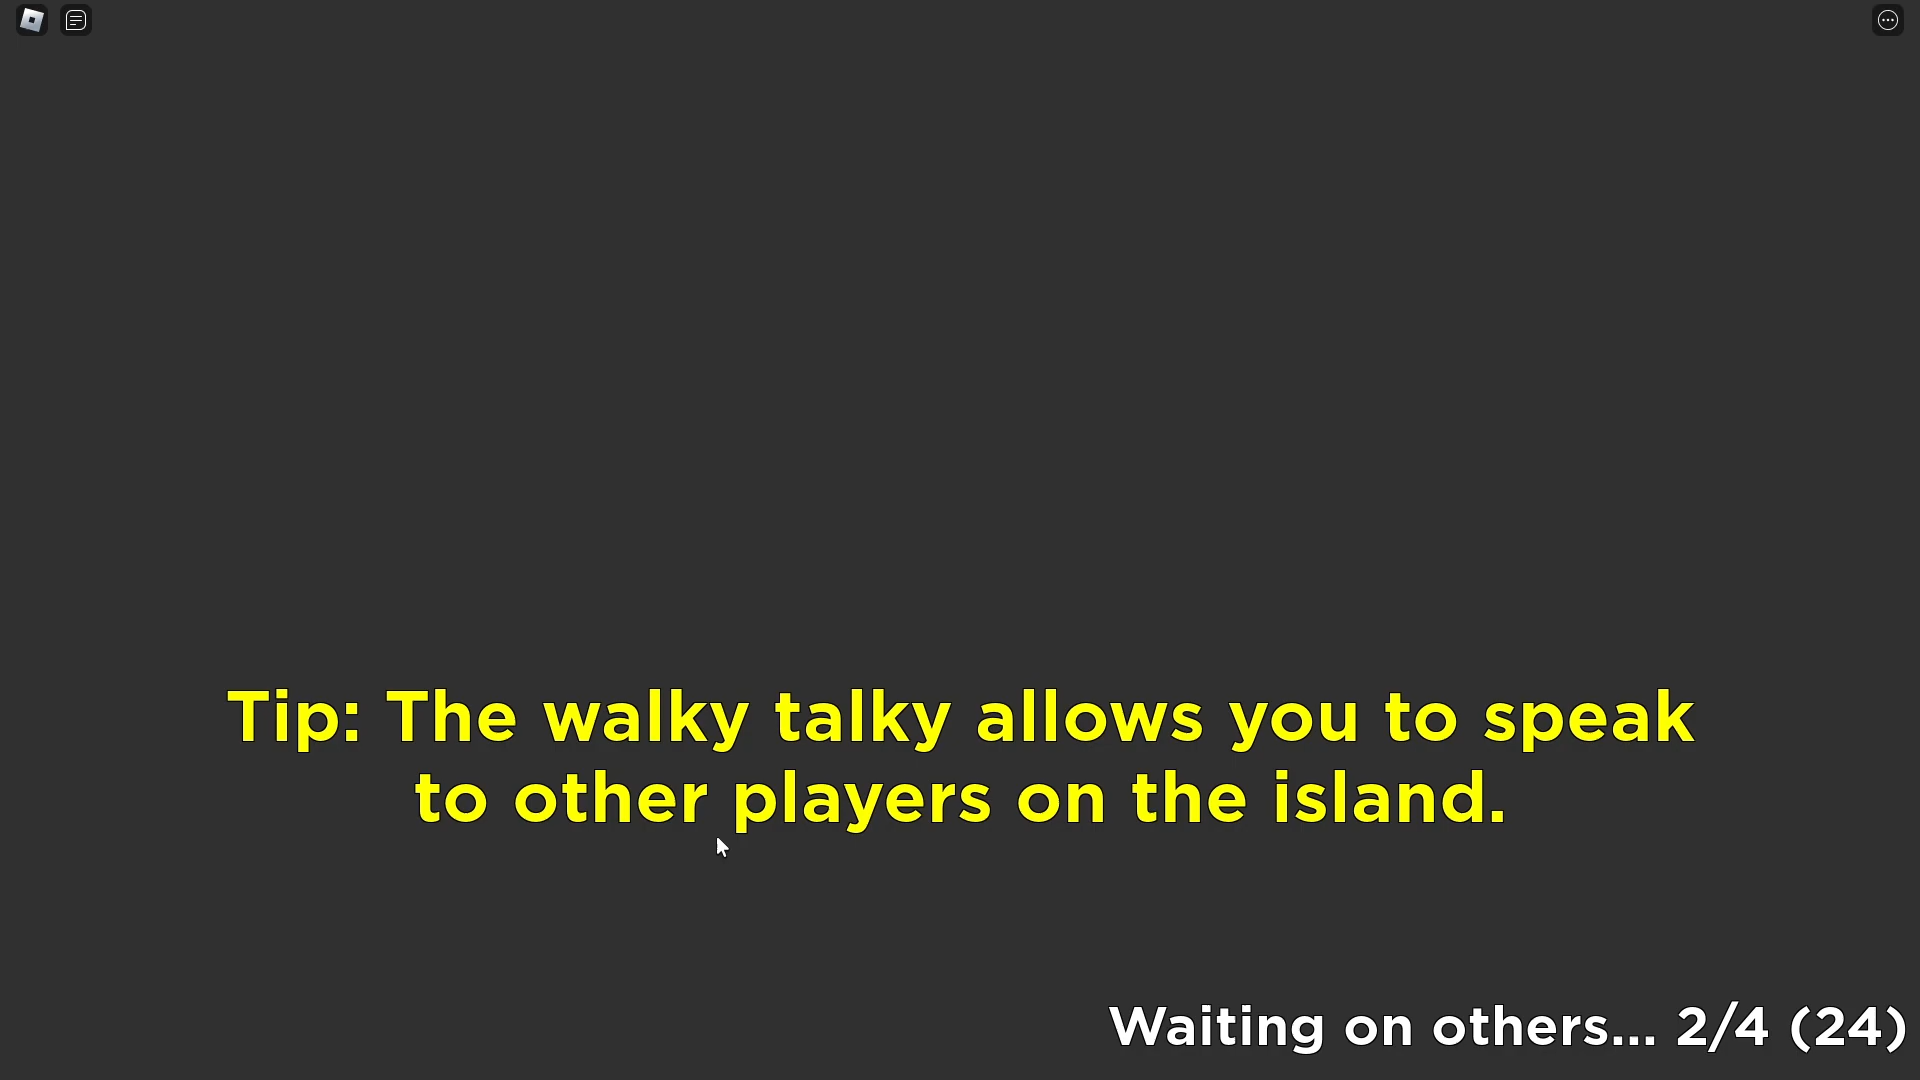 Tip: The walky talky allows you to speak
to other players on the island.
Waiting on others... 2/4 (24)